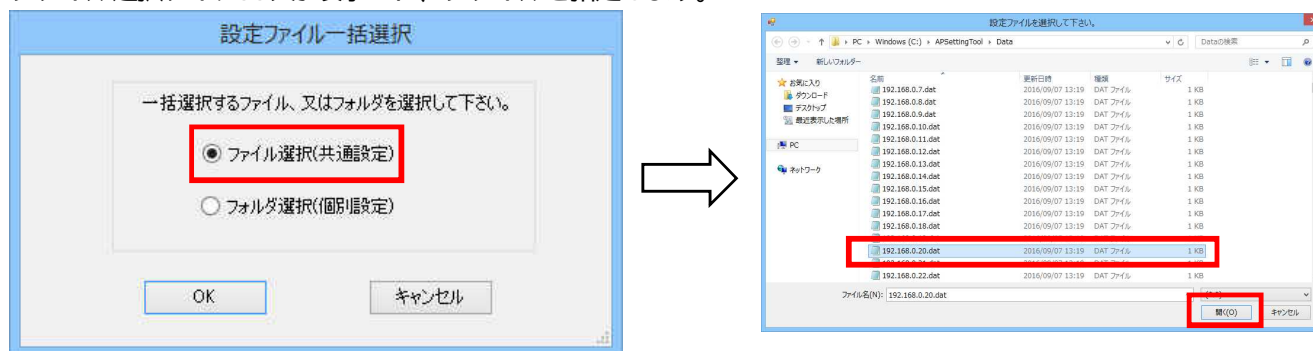 設定ファイル一括選択
一括選択するファイル、又はフォルダを選択して下さい。
ファイル選択(共通設定)
フォルダ選択(個別設定)
OK
キャンセル
設定ファイルを選択して下さい。
PC ▸ Windows (C:) ▸ APSettingTool ▸ Data
Dataの検索
整理 新しいフォルダー
お気に入り
ダウンロード
デスクトップ
最近表示した場所
PC
ネットワーク
名前 更新日時 種類 サイズ
192.168.0.7.dat 2016/09/07 13:19 DAT ファイル 1 KB
192.168.0.8.dat 2016/09/07 13:19 DAT ファイル 1 KB
192.168.0.9.dat 2016/09/07 13:19 DAT ファイル 1 KB
192.168.0.10.dat 2016/09/07 13:19 DAT ファイル 1 KB
192.168.0.11.dat 2016/09/07 13:19 DAT ファイル 1 KB
192.168.0.12.dat 2016/09/07 13:19 DAT ファイル 1 KB
192.168.0.13.dat 2016/09/07 13:19 DAT ファイル 1 KB
192.168.0.14.dat 2016/09/07 13:19 DAT ファイル 1 KB
192.168.0.15.dat 2016/09/07 13:19 DAT ファイル 1 KB
192.168.0.16.dat 2016/09/07 13:19 DAT ファイル 1 KB
192.168.0.17.dat 2016/09/07 13:19 DAT ファイル 1 KB
192.168.0.18.dat 2016/09/07 13:19 DAT ファイル 1 KB
192.168.0.20.dat 2016/09/07 13:19 DAT ファイル 1 KB
192.168.0.22.dat 2016/09/07 13:19 DAT ファイル 1 KB
ファイル名(N): 192.168.0.20.dat
開く(O) キャンセル